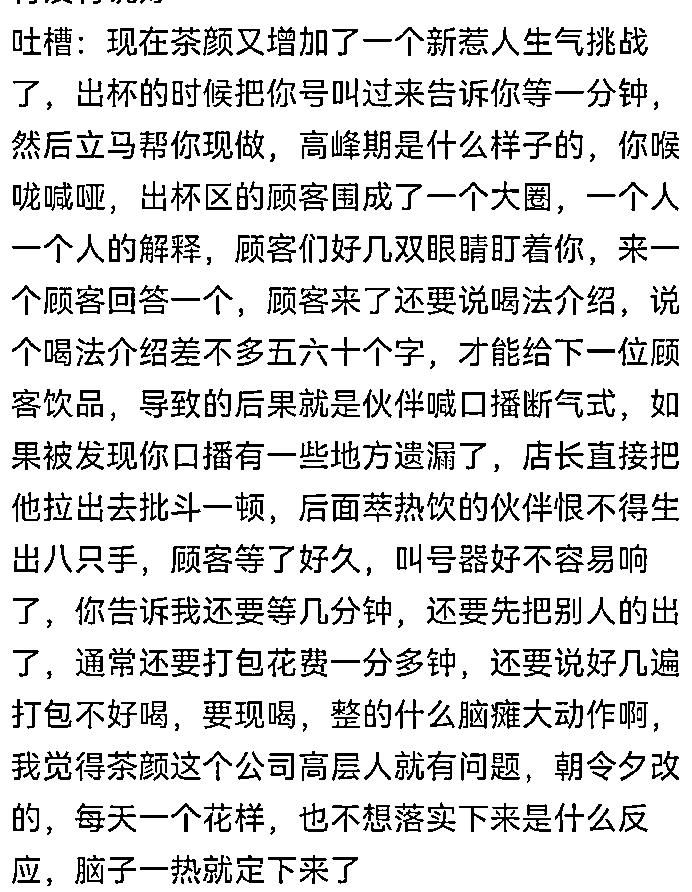 吐槽：现在茶颜又增加了一个新惹人生气挑战
了，出杯的时候把你号叫过来告诉你等一分钟，
然后立马帮你现做，高峰期是什么样子的，你喉
咙喊哑，出杯区的顾客围成了一个大圈，一个人
一个人的解释，顾客们好几双眼睛盯着你，来一
个顾客回答一个，顾客来了还要说喝法介绍，说
个喝法介绍差不多五六十个字，才能给下一位顾
客饮品，导致的后果就是伙伴喊口播断气式，如
果被发现你口播有一些地方遗漏了，店长直接把
他拉出去批斗一顿，后面萃热饮的伙伴恨不得生
出八只手，顾客等了好久，叫号器好不容易响
了，你告诉我还要等几分钟，还要先把别人的出
了，通常还要打包花费一分多钟，还要说好几遍
打包不好喝，要现喝，整的什么脑瘫大动作啊，
我觉得茶颜这个公司高层人就有问题，朝令夕改
的，每天一个花样，也不想落实下来是什么反
应，脑子一热就定下来了